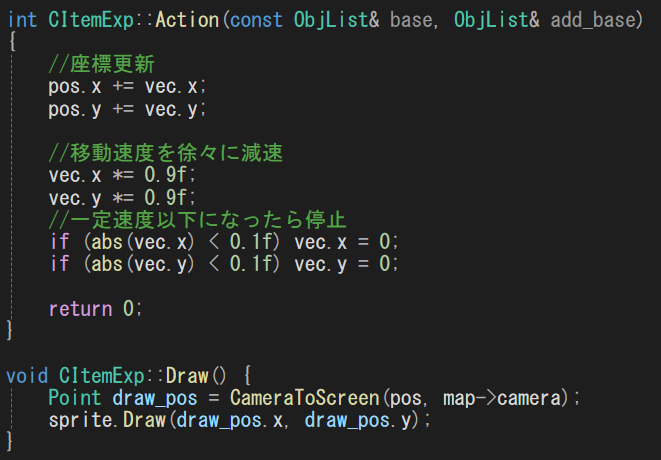 int CItemExp::Action(const ObjList& base, ObjList& add_base)
{
//座標更新
pos.x += vec.x;
pos.y += vec.y;
//移動速度を徐々に減速
vec.x *= 0.9f;
vec.y *= 0.9f;
//一定速度以下になったら停止
if (abs(vec.x) < 0.1f) vec.x = 0;
if (abs(vec.y) < 0.1f) vec.y = 0;
return 0;
}
void CItemExp::Draw() {
Point draw_pos = CameraToScreen(pos, map->camera);
sprite.Draw(draw_pos.x, draw_pos.y);
}